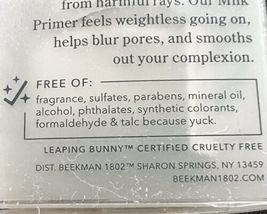 from harmful rays. Our Milk
Primer feels weightless going on,
helps blur pores, and smooths
out your complexion.
FREE OF:
fragrance, sulfates, parabens, mineral oil,
alcohol, phthalates, synthetic colorants,
formaldehyde & talc because yuck.
LEAPING BUNNY™ CERTIFIED CRUELTY FREE
DIST. BEEKMAN 1802™ SHARON SPRINGS, NY 13459
BEEKMAN1802.COM